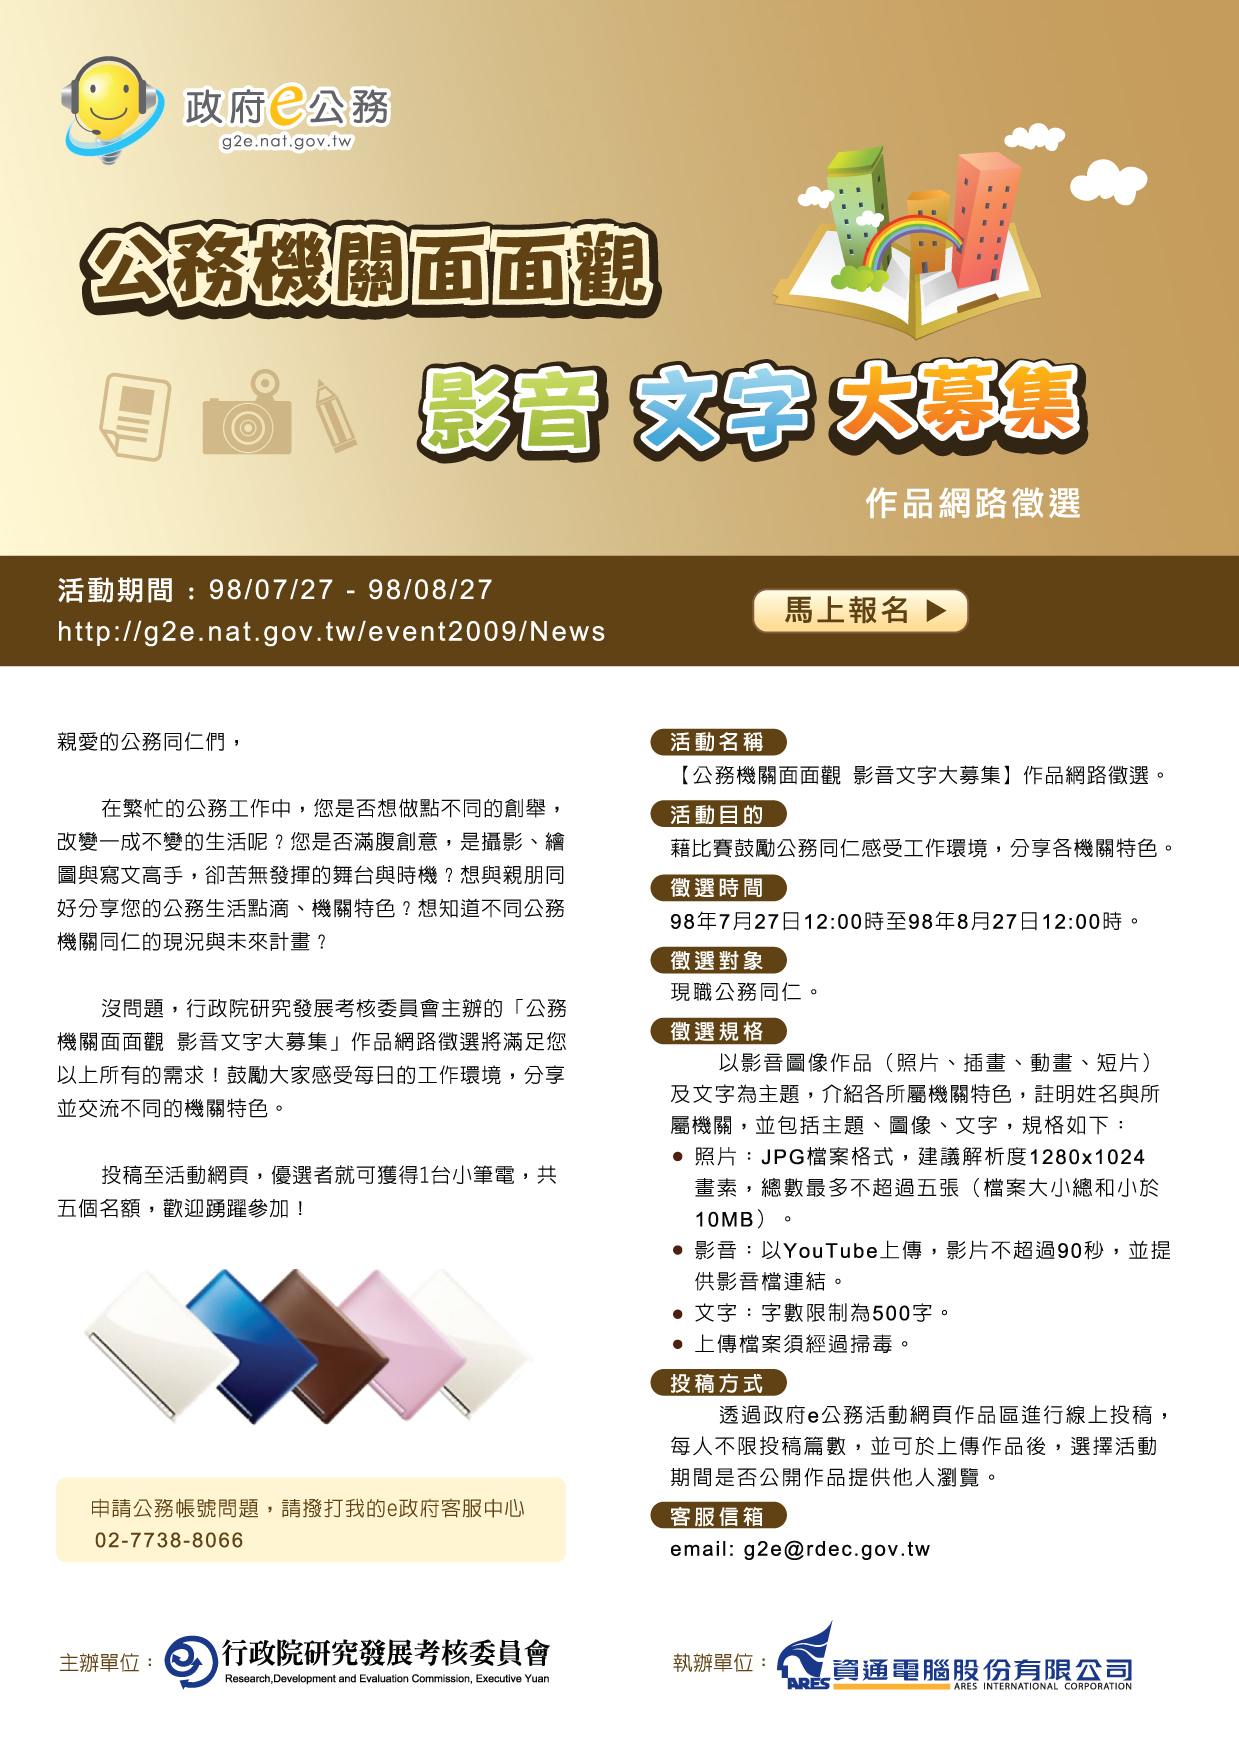 政府e公務
g2e.nat.gov.tw
公務機關面面觀
影音 文字 大募集
作品網路徵選
活動期間：98/07/27 - 98/08/27
http://g2e.nat.gov.tw/event2009/News
馬上報名 ▶
親愛的公務同仁們，
在繁忙的公務工作中，您是否想做點不同的創舉，
改變一成不變的生活呢？您是否滿腹創意，是攝影、繪
圖與寫文高手，卻苦無發揮的舞台與時機？想與親朋同
好分享您的公務生活點滴、機關特色？想知道不同公務
機關同仁的現況與未來計畫？
沒問題，行政院研究發展考核委員會主辦的「公務
機關面面觀 影音文字大募集」作品網路徵選將滿足您
以上所有的需求！鼓勵大家感受每日的工作環境，分享
並交流不同的機關特色。
投稿至活動網頁，優選者就可獲得1台小筆電，共
五個名額，歡迎踴躍參加！
申請公務帳號問題，請撥打我的e政府客服中心
02-7738-8066
活動名稱
【公務機關面面觀 影音文字大募集】作品網路徵選。
活動目的
藉比賽鼓勵公務同仁感受工作環境，分享各機關特色。
徵選時間
98年7月27日12:00時至98年8月27日12:00時。
徵選對象
現職公務同仁。
徵選規格
以影音圖像作品（照片、插畫、動畫、短片）
及文字為主題，介紹各所屬機關特色，註明姓名與所
屬機關，並包括主題、圖像、文字，規格如下：
● 照片：JPG檔案格式，建議解析度1280x1024
畫素，總數最多不超過五張（檔案大小總和小於
10MB）。
● 影音：以YouTube上傳，影片不超過90秒，並提
供影音檔連結。
● 文字：字數限制為500字。
● 上傳檔案須經過掃毒。
投稿方式
透過政府e公務活動網頁作品區進行線上投稿，
每人不限投稿篇數，並可於上傳作品後，選擇活動
期間是否公開作品提供他人瀏覽。
客服信箱
email: g2e@rdec.gov.tw
主辦單位：
行政院研究發展考核委員會
Research,Development and Evaluation Commission, Executive Yuan
執辦單位：
ARES
資通電腦股份有限公司
ARES INTERNATIONAL CORPORATION